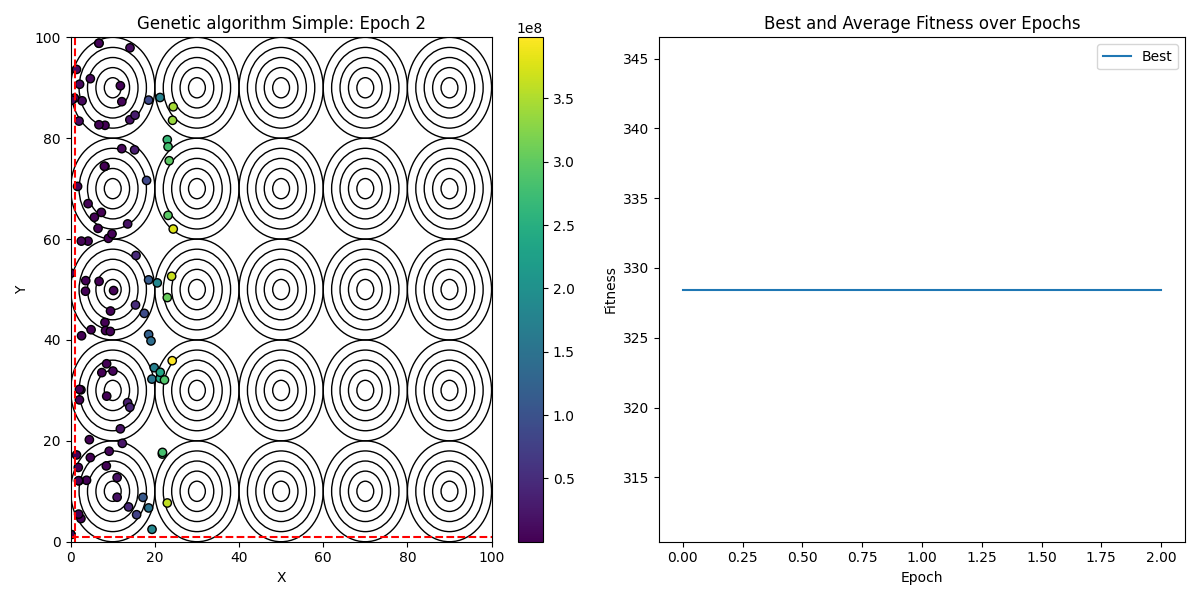 Genetic algorithm Simple: Epoch 2
1e8
100
80
60
40
20
0
Y
0 20 40 60 80 100
X
3.5
3.0
2.5
2.0
1.5
1.0
0.5
Best and Average Fitness over Epochs
Best
345
340
335
330
325
320
315
Fitness
0.00 0.25 0.50 0.75 1.00 1.25 1.50 1.75 2.00
Epoch